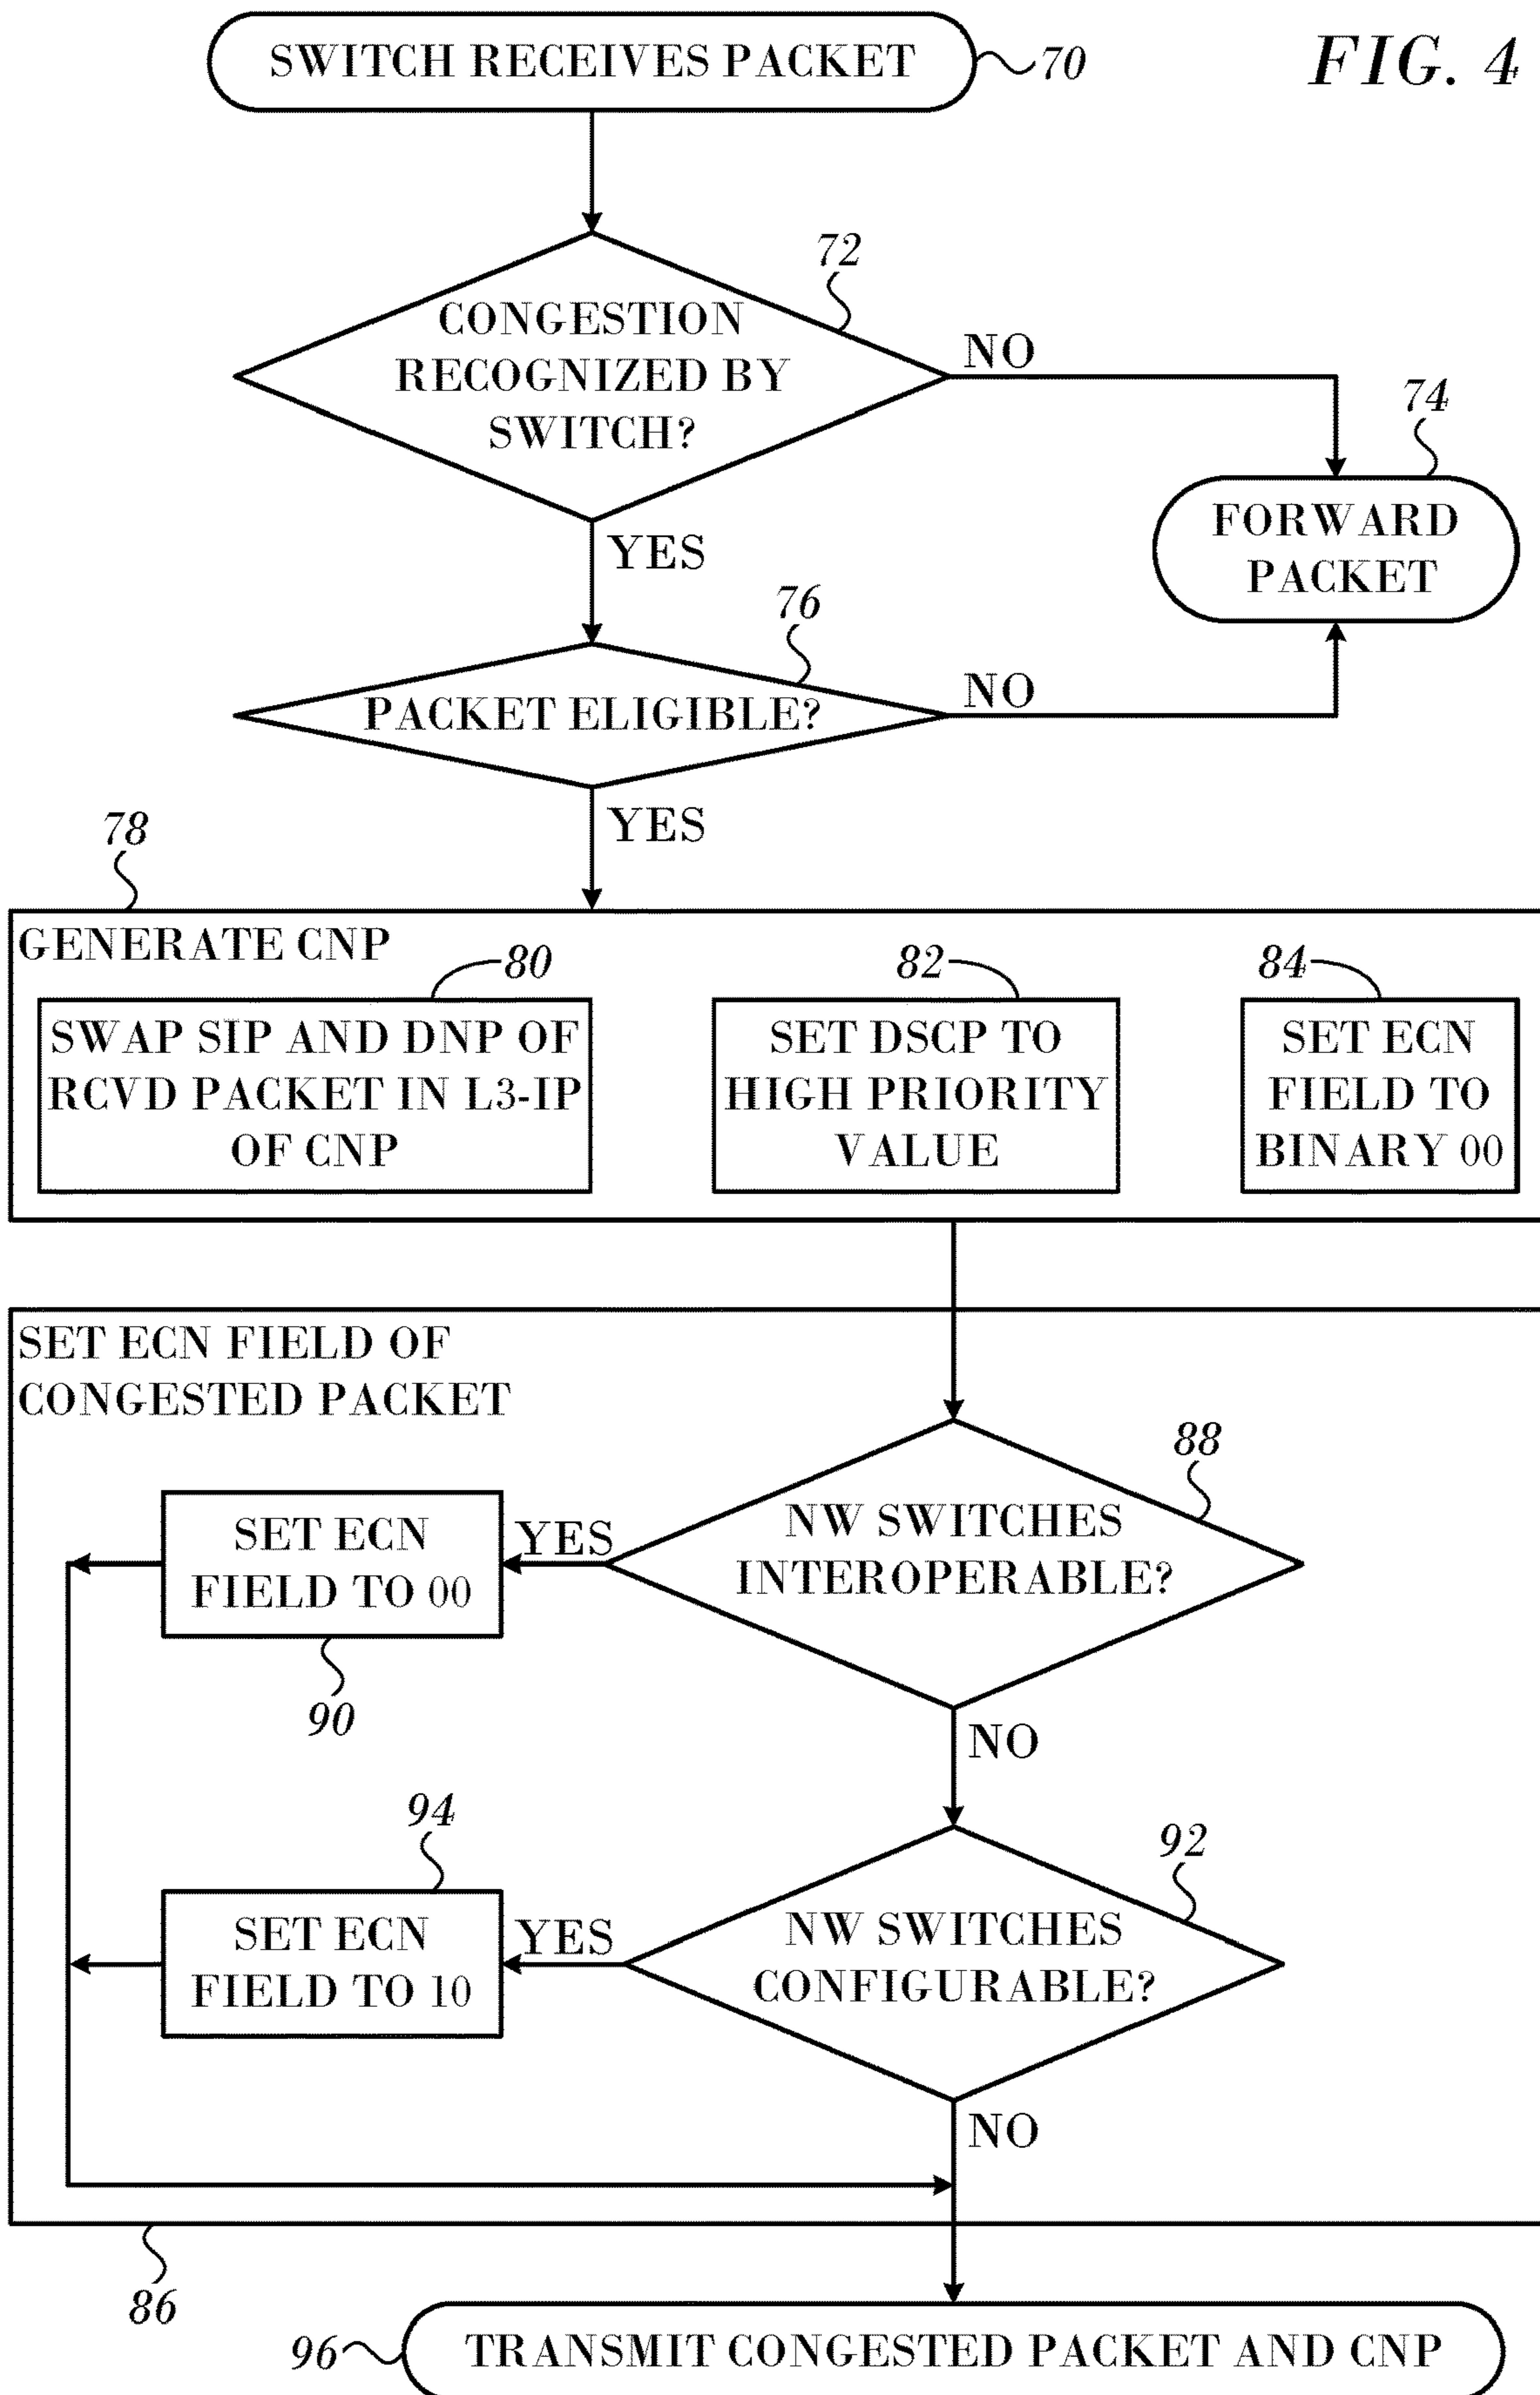 FIG. 4
SWITCH RECEIVES PACKET
70
72
CONGESTION
RECOGNIZED BY
SWITCH?
NO
74
FORWARD
PACKET
YES
76
PACKET ELIGIBLE?
NO
YES
78
GENERATE CNP
80
SWAP SIP AND DNP OF
RCVD PACKET IN L3-IP
OF CNP
82
SET DSCP TO
HIGH PRIORITY
VALUE
84
SET ECN
FIELD TO
BINARY 00
SET ECN FIELD OF
CONGESTED PACKET
88
NW SWITCHES
INTEROPERABLE?
YES
SET ECN
FIELD TO 00
90
NO
92
NW SWITCHES
CONFIGURABLE?
YES
94
SET ECN
FIELD TO 10
NO
86
96
TRANSMIT CONGESTED PACKET AND CNP